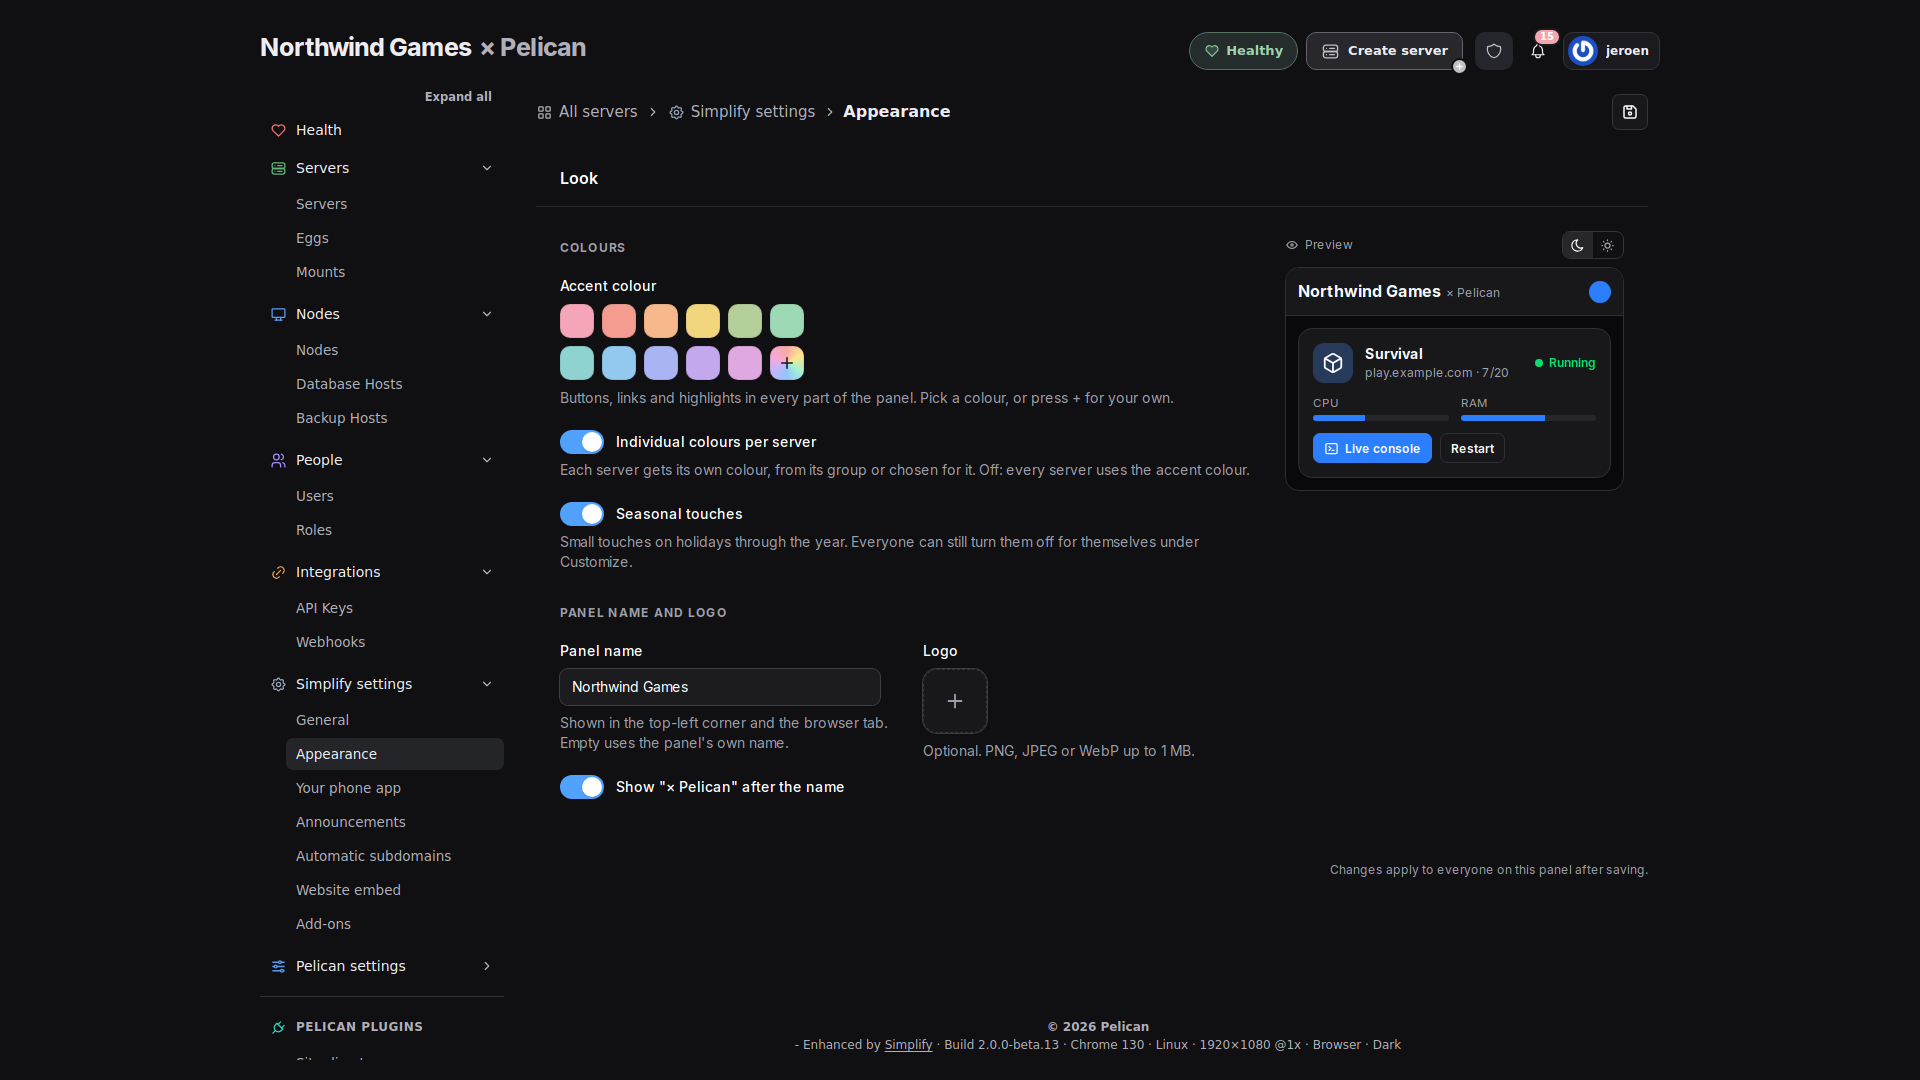 Northwind Games × Pelican
Healthy
Create server
15
jeroen
Expand all
Health
Servers
Servers
Eggs
Mounts
Nodes
Nodes
Database Hosts
Backup Hosts
People
Users
Roles
Integrations
API Keys
Webhooks
Simplify settings
General
Appearance
Your phone app
Announcements
Automatic subdomains
Website embed
Add-ons
Pelican settings
PELICAN PLUGINS
All servers
Simplify settings
Appearance
Look
COLOURS
Accent colour
Buttons, links and highlights in every part of the panel. Pick a colour, or press + for your own.
Individual colours per server
Each server gets its own colour, from its group or chosen for it. Off: every server uses the accent colour.
Seasonal touches
Small touches on holidays through the year. Everyone can still turn them off for themselves under
Customize.
PANEL NAME AND LOGO
Panel name
Northwind Games
Shown in the top-left corner and the browser tab.
Empty uses the panel's own name.
Logo
Optional. PNG, JPEG or WebP up to 1 MB.
Show "× Pelican" after the name
Preview
Northwind Games × Pelican
Survival
play.example.com · 7/20
Running
CPU
RAM
Live console
Restart
Changes apply to everyone on this panel after saving.
© 2026 Pelican
- Enhanced by Simplify · Build 2.0.0-beta.13 · Chrome 130 · Linux · 1920×1080 @1x · Browser · Dark